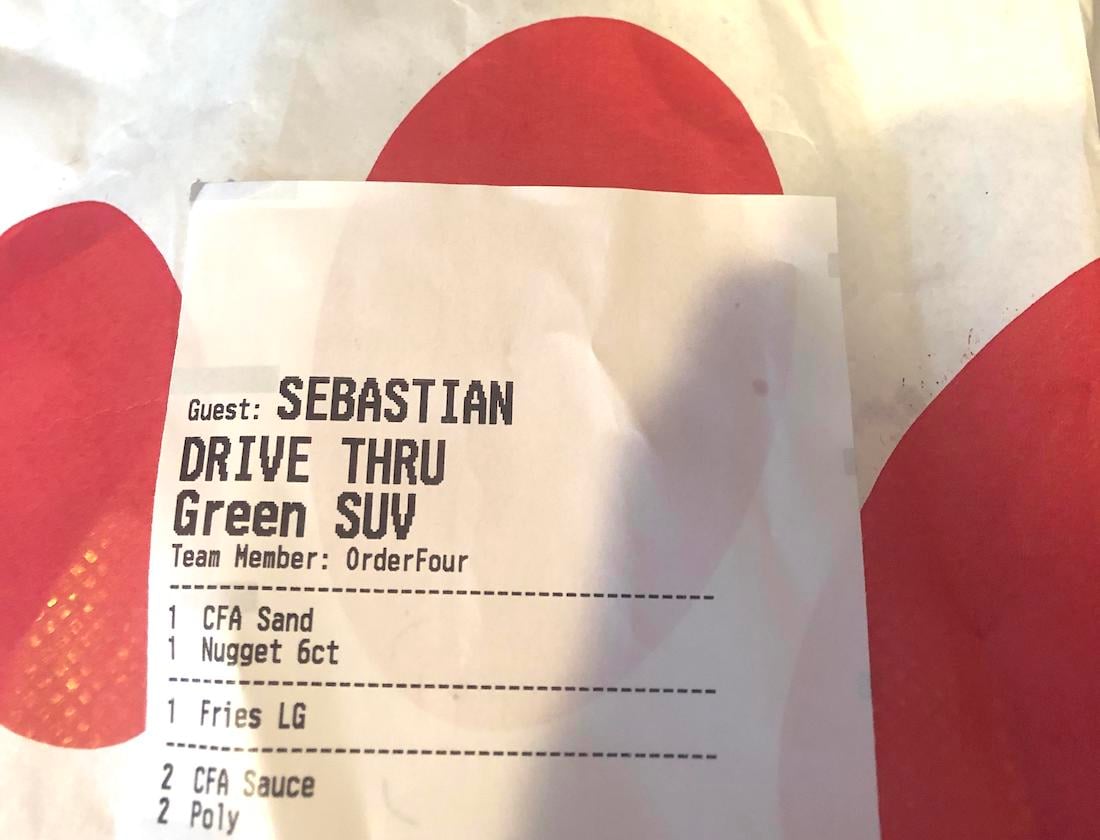 Guest: SEBASTIAN
DRIVE THRU
Green SUV
Team Member: OrderFour
--------------------------------
1 CFA Sand
1 Nugget 6ct
--------------------------------
1 Fries LG
--------------------------------
2 CFA Sauce
2 Poly